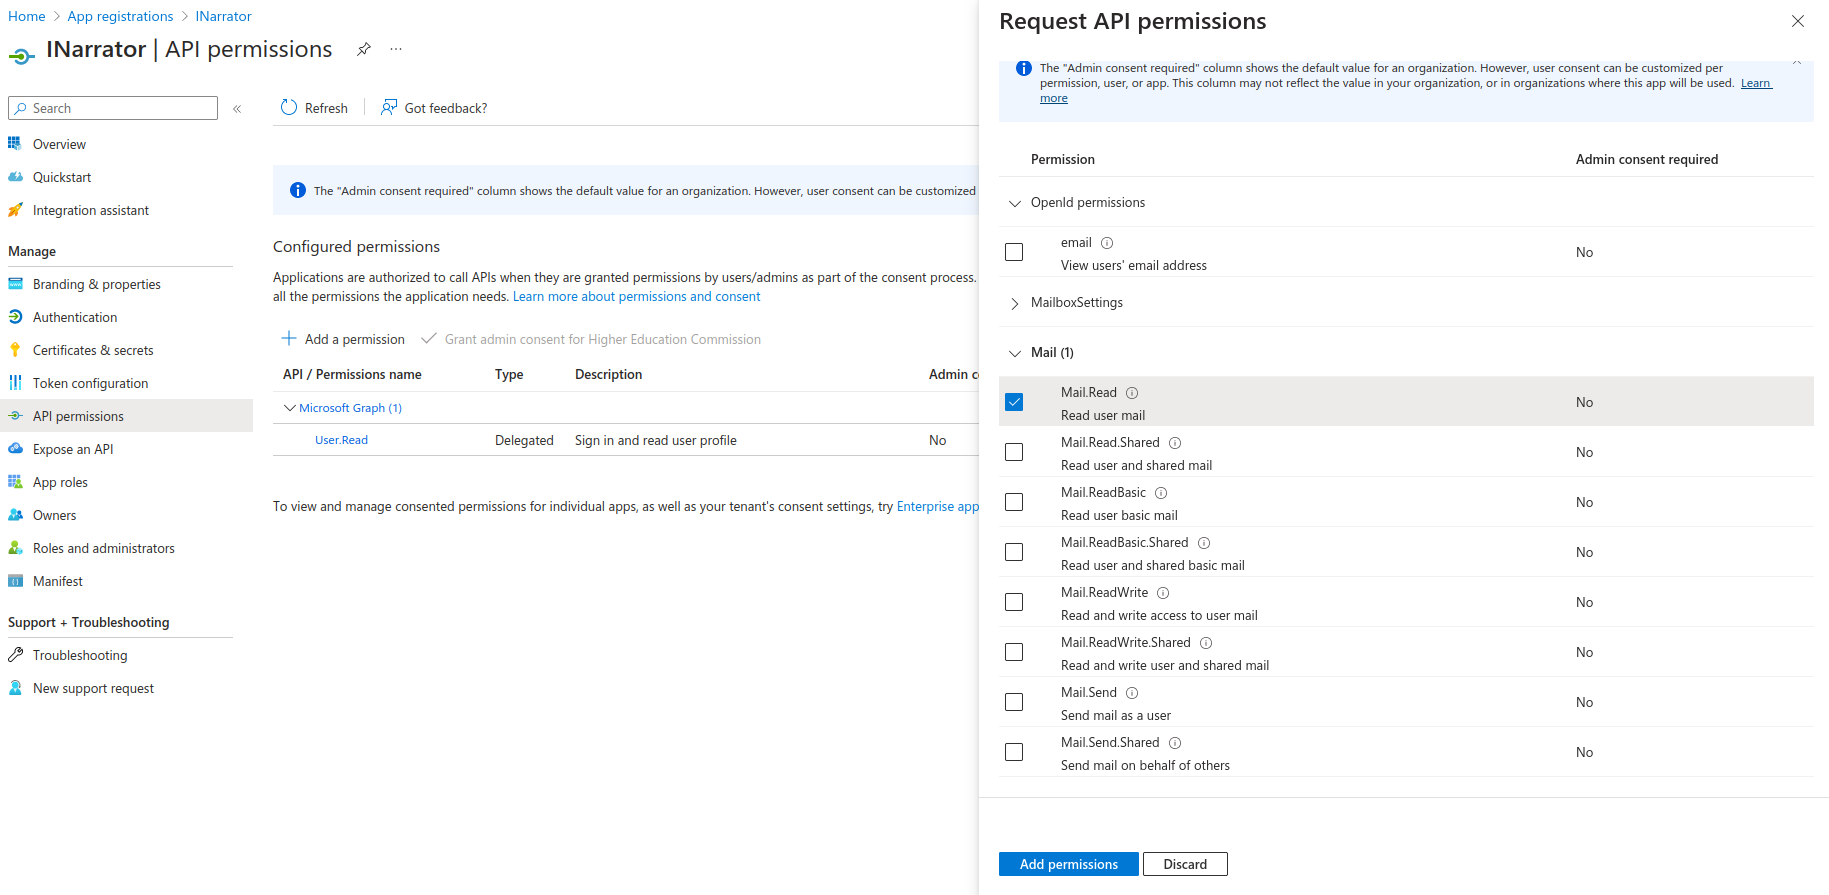 Home > App registrations > INarrator
INarrator | API permissions
Search
Overview
Quickstart
Integration assistant
Manage
Branding & properties
Authentication
Certificates & secrets
Token configuration
API permissions
Expose an API
App roles
Owners
Roles and administrators
Manifest
Support + Troubleshooting
Troubleshooting
New support request
Refresh
Got feedback?
The "Admin consent required" column shows the default value for an organization. However, user consent can be customized
Configured permissions
Applications are authorized to call APIs when they are granted permissions by users/admins as part of the consent process.
all the permissions the application needs. Learn more about permissions and consent
Add a permission
Grant admin consent for Higher Education Commission
API / Permissions name Type Description Admin c
Microsoft Graph (1)
User.Read Delegated Sign in and read user profile No
To view and manage consented permissions for individual apps, as well as your tenant's consent settings, try Enterprise app
Request API permissions
The "Admin consent required" column shows the default value for an organization. However, user consent can be customized per
permission, user, or app. This column may not reflect the value in your organization, or in organizations where this app will be used. Learn
more
Permission Admin consent required
OpenId permissions
email
View users' email address
No
MailboxSettings
Mail (1)
Mail.Read
Read user mail
No
Mail.Read.Shared
Read user and shared mail
No
Mail.ReadBasic
Read user basic mail
No
Mail.ReadBasic.Shared
Read user and shared basic mail
No
Mail.ReadWrite
Read and write access to user mail
No
Mail.ReadWrite.Shared
Read and write user and shared mail
No
Mail.Send
Send mail as a user
No
Mail.Send.Shared
Send mail on behalf of others
No
Add permissions
Discard